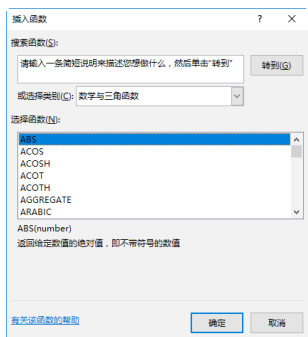 插入函数 ? ×
搜索函数(S):
请输入一条简短说明来描述您想做什么，然后单击"转到" 转到(G)
或选择类别(C): 数学与三角函数
选择函数(N):
ABS
ACOS
ACOSH
ACOT
ACOTH
AGGREGATE
ARABIC
ABS(number)
返回给定数值的绝对值，即不带符号的数值
有关该函数的帮助 确定 取消